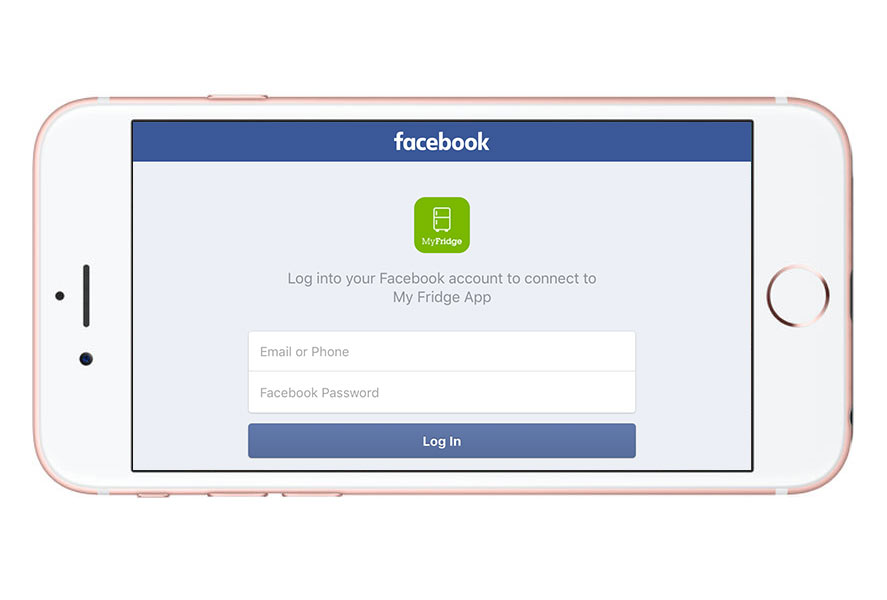 facebook
MyFridge
Log into your Facebook account to connect to
My Fridge App
Email or Phone
Facebook Password
Log In